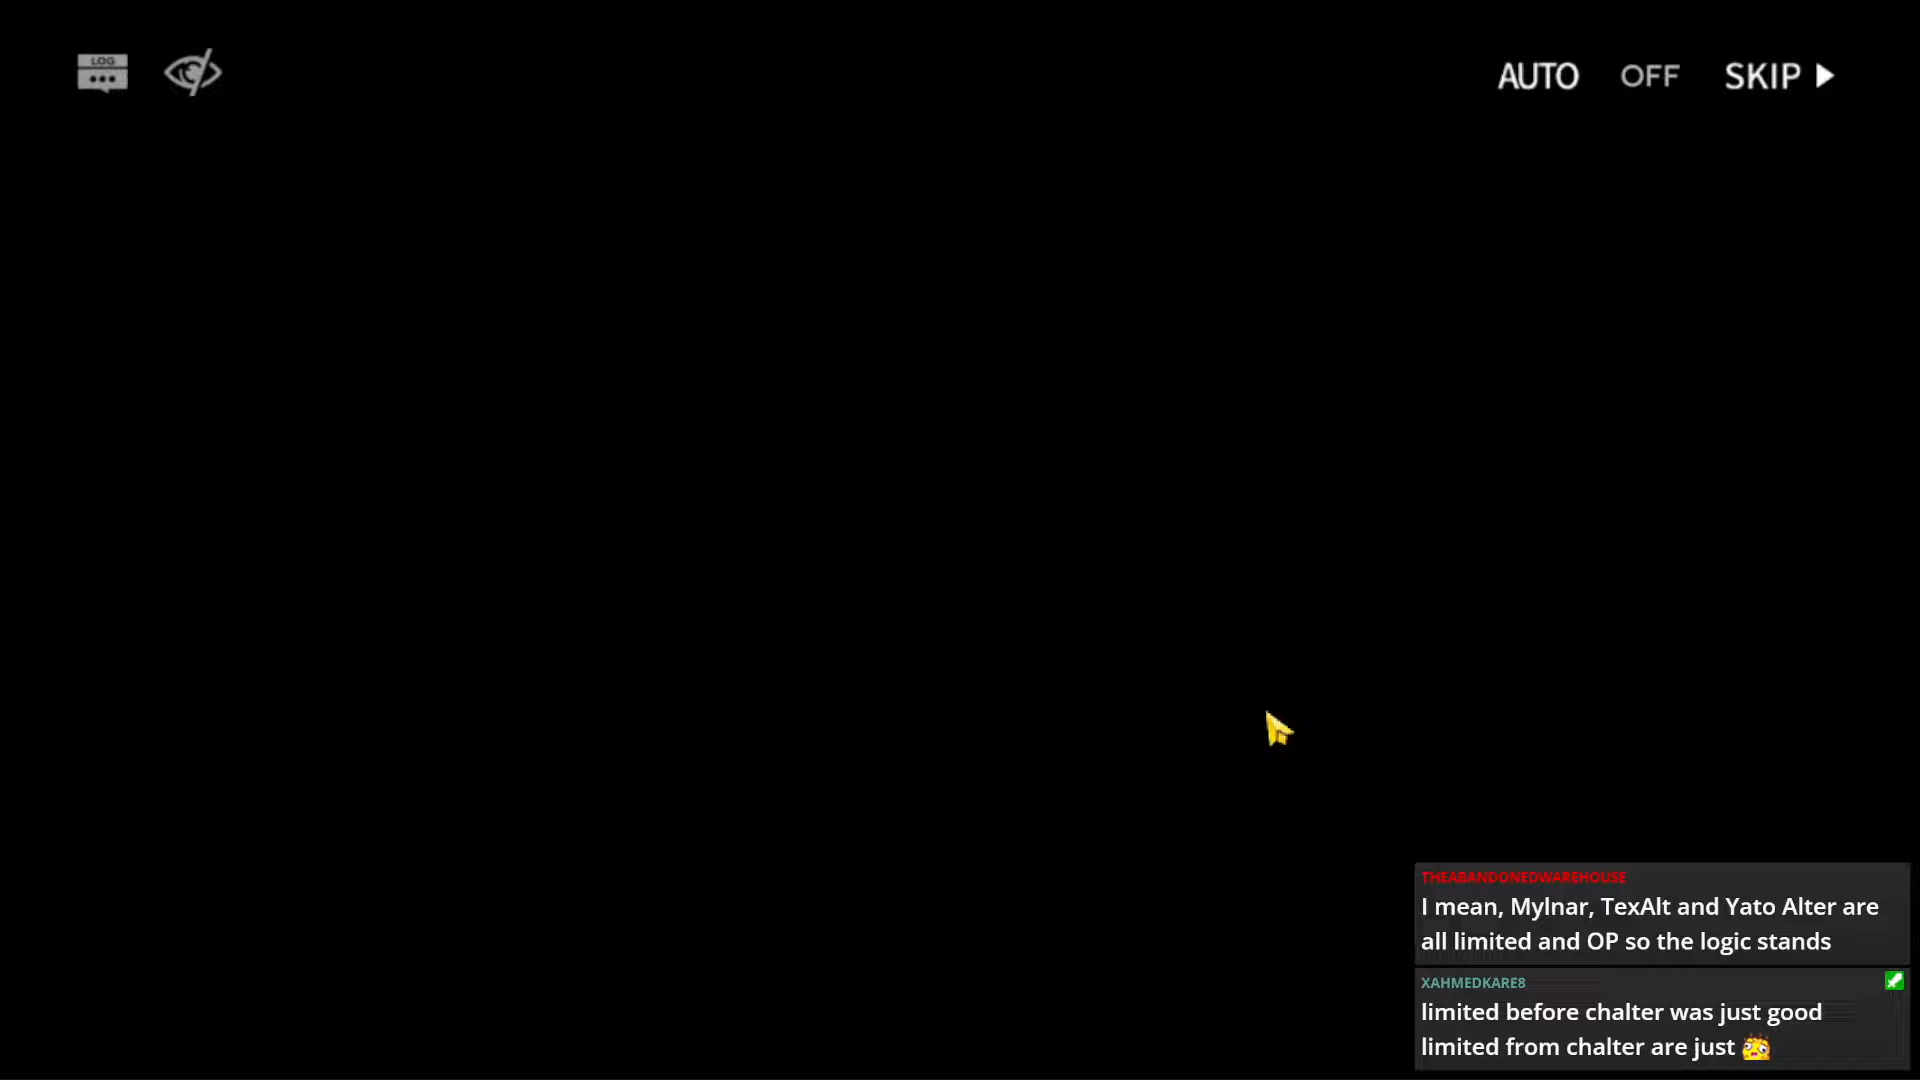 LOG
AUTO OFF SKIP
THEABANDONEDWAREHOUSE
I mean, Mylnar, TexAlt and Yato Alter are
all limited and OP so the logic stands
XAHMEDKARE8
limited before chalter was just good
limited from chalter are just